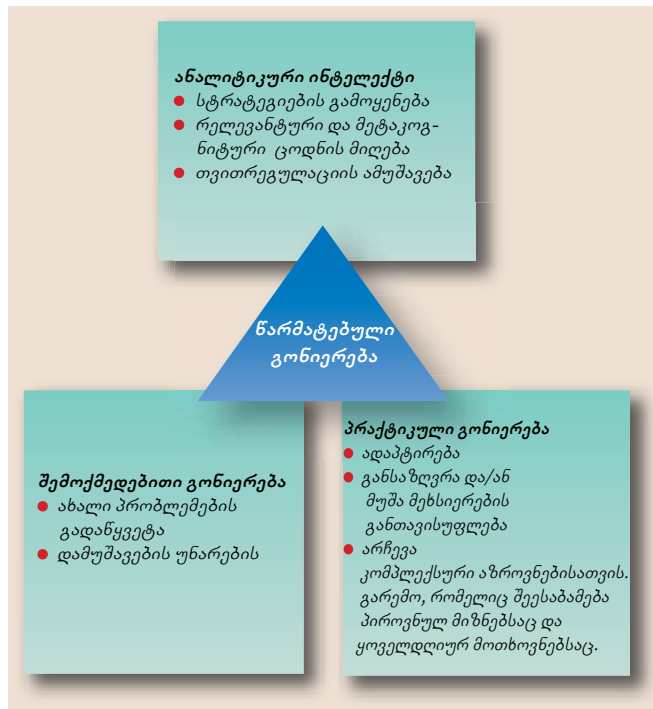 ანალიტიკური ინტელექტი
● სტრატეგიების გამოყენება
● რელევანტური და მეტაკოგ-
ნიტური ცოდნის მიღება
● თვითრეგულაციის ამუშავება
წარმატებული
გონიერება
შემოქმედებითი გონიერება
● ახალი პრობლემების
გადაწყვეტა
● დამუშავების უნარების
პრაქტიკული გონიერება
● ადაპტირება
● განსაზღვრა და/ან
მუშა მეხსიერების
განთავისუფლება
● არჩევა
კომპლექსური აზროვნებისათვის.
გარემო, რომელიც შეესაბამება
პიროვნულ მიზნებსაც და
ყოველდღიურ მოთხოვნებსაც.